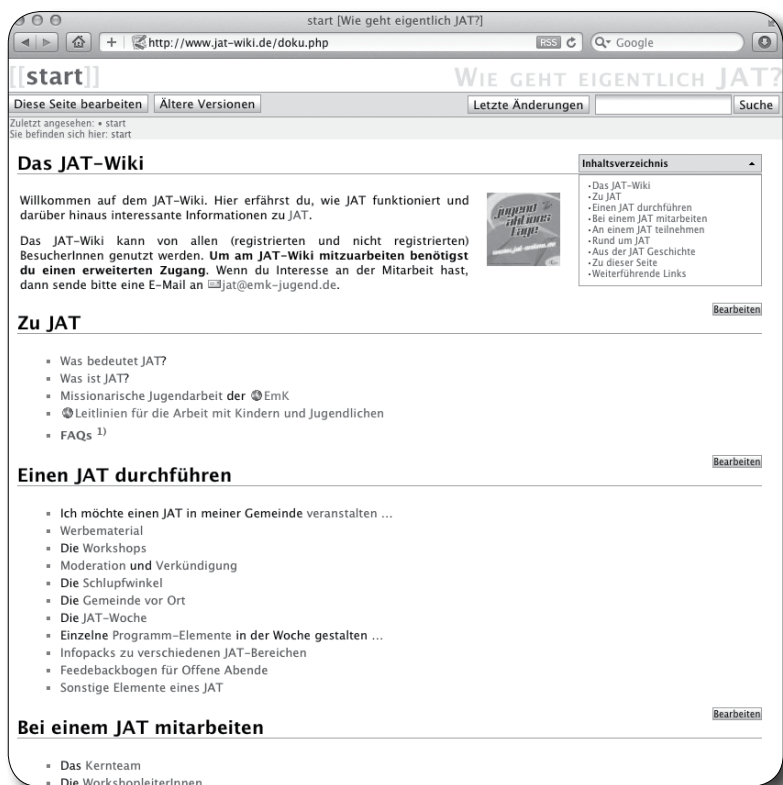 start [Wie geht eigentlich JAT?]
http://www.jat-wiki.de/doku.php
RSS
Google
[[start]]
WIE GEHT EIGENTLICH JAT?
Diese Seite bearbeiten
Ältere Versionen
Letzte Änderungen
Suche
Zuletzt angesehen: • start
Sie befinden sich hier: start
Das JAT-Wiki
Willkommen auf dem JAT-Wiki. Hier erfährst du, wie JAT funktioniert und
darüber hinaus interessante Informationen zu JAT.
Das JAT-Wiki kann von allen (registrierten und nicht registrierten)
BesucherInnen genutzt werden. Um am JAT-Wiki mitzuarbeiten benötigst
du einen erweiterten Zugang. Wenn du Interesse an der Mitarbeit hast,
dann sende bitte eine E-Mail an jat@emk-jugend.de.
jugend
aktions
tage
Inhaltsverzeichnis
•Das JAT-Wiki
•Zu JAT
•Einen JAT durchführen
•Bei einem JAT mitarbeiten
•An einem JAT teilnehmen
•Rund um JAT
•Aus der JAT Geschichte
•Zu dieser Seite
•Weiterführende Links
Bearbeiten
Zu JAT
Was bedeutet JAT?
Was ist JAT?
Missionarische Jugendarbeit der EmK
Leitlinien für die Arbeit mit Kindern und Jugendlichen
FAQs 1)
Bearbeiten
Einen JAT durchführen
Ich möchte einen JAT in meiner Gemeinde veranstalten ...
Werbematerial
Die Workshops
Moderation und Verkündigung
Die Schlupfwinkel
Die Gemeinde vor Ort
Die JAT-Woche
Einzelne Programm-Elemente in der Woche gestalten ...
Infopacks zu verschiedenen JAT-Bereichen
Feedebackbogen für Offene Abende
Sonstige Elemente eines JAT
Bearbeiten
Bei einem JAT mitarbeiten
Das Kernteam
Die WorkshopleiterInnen